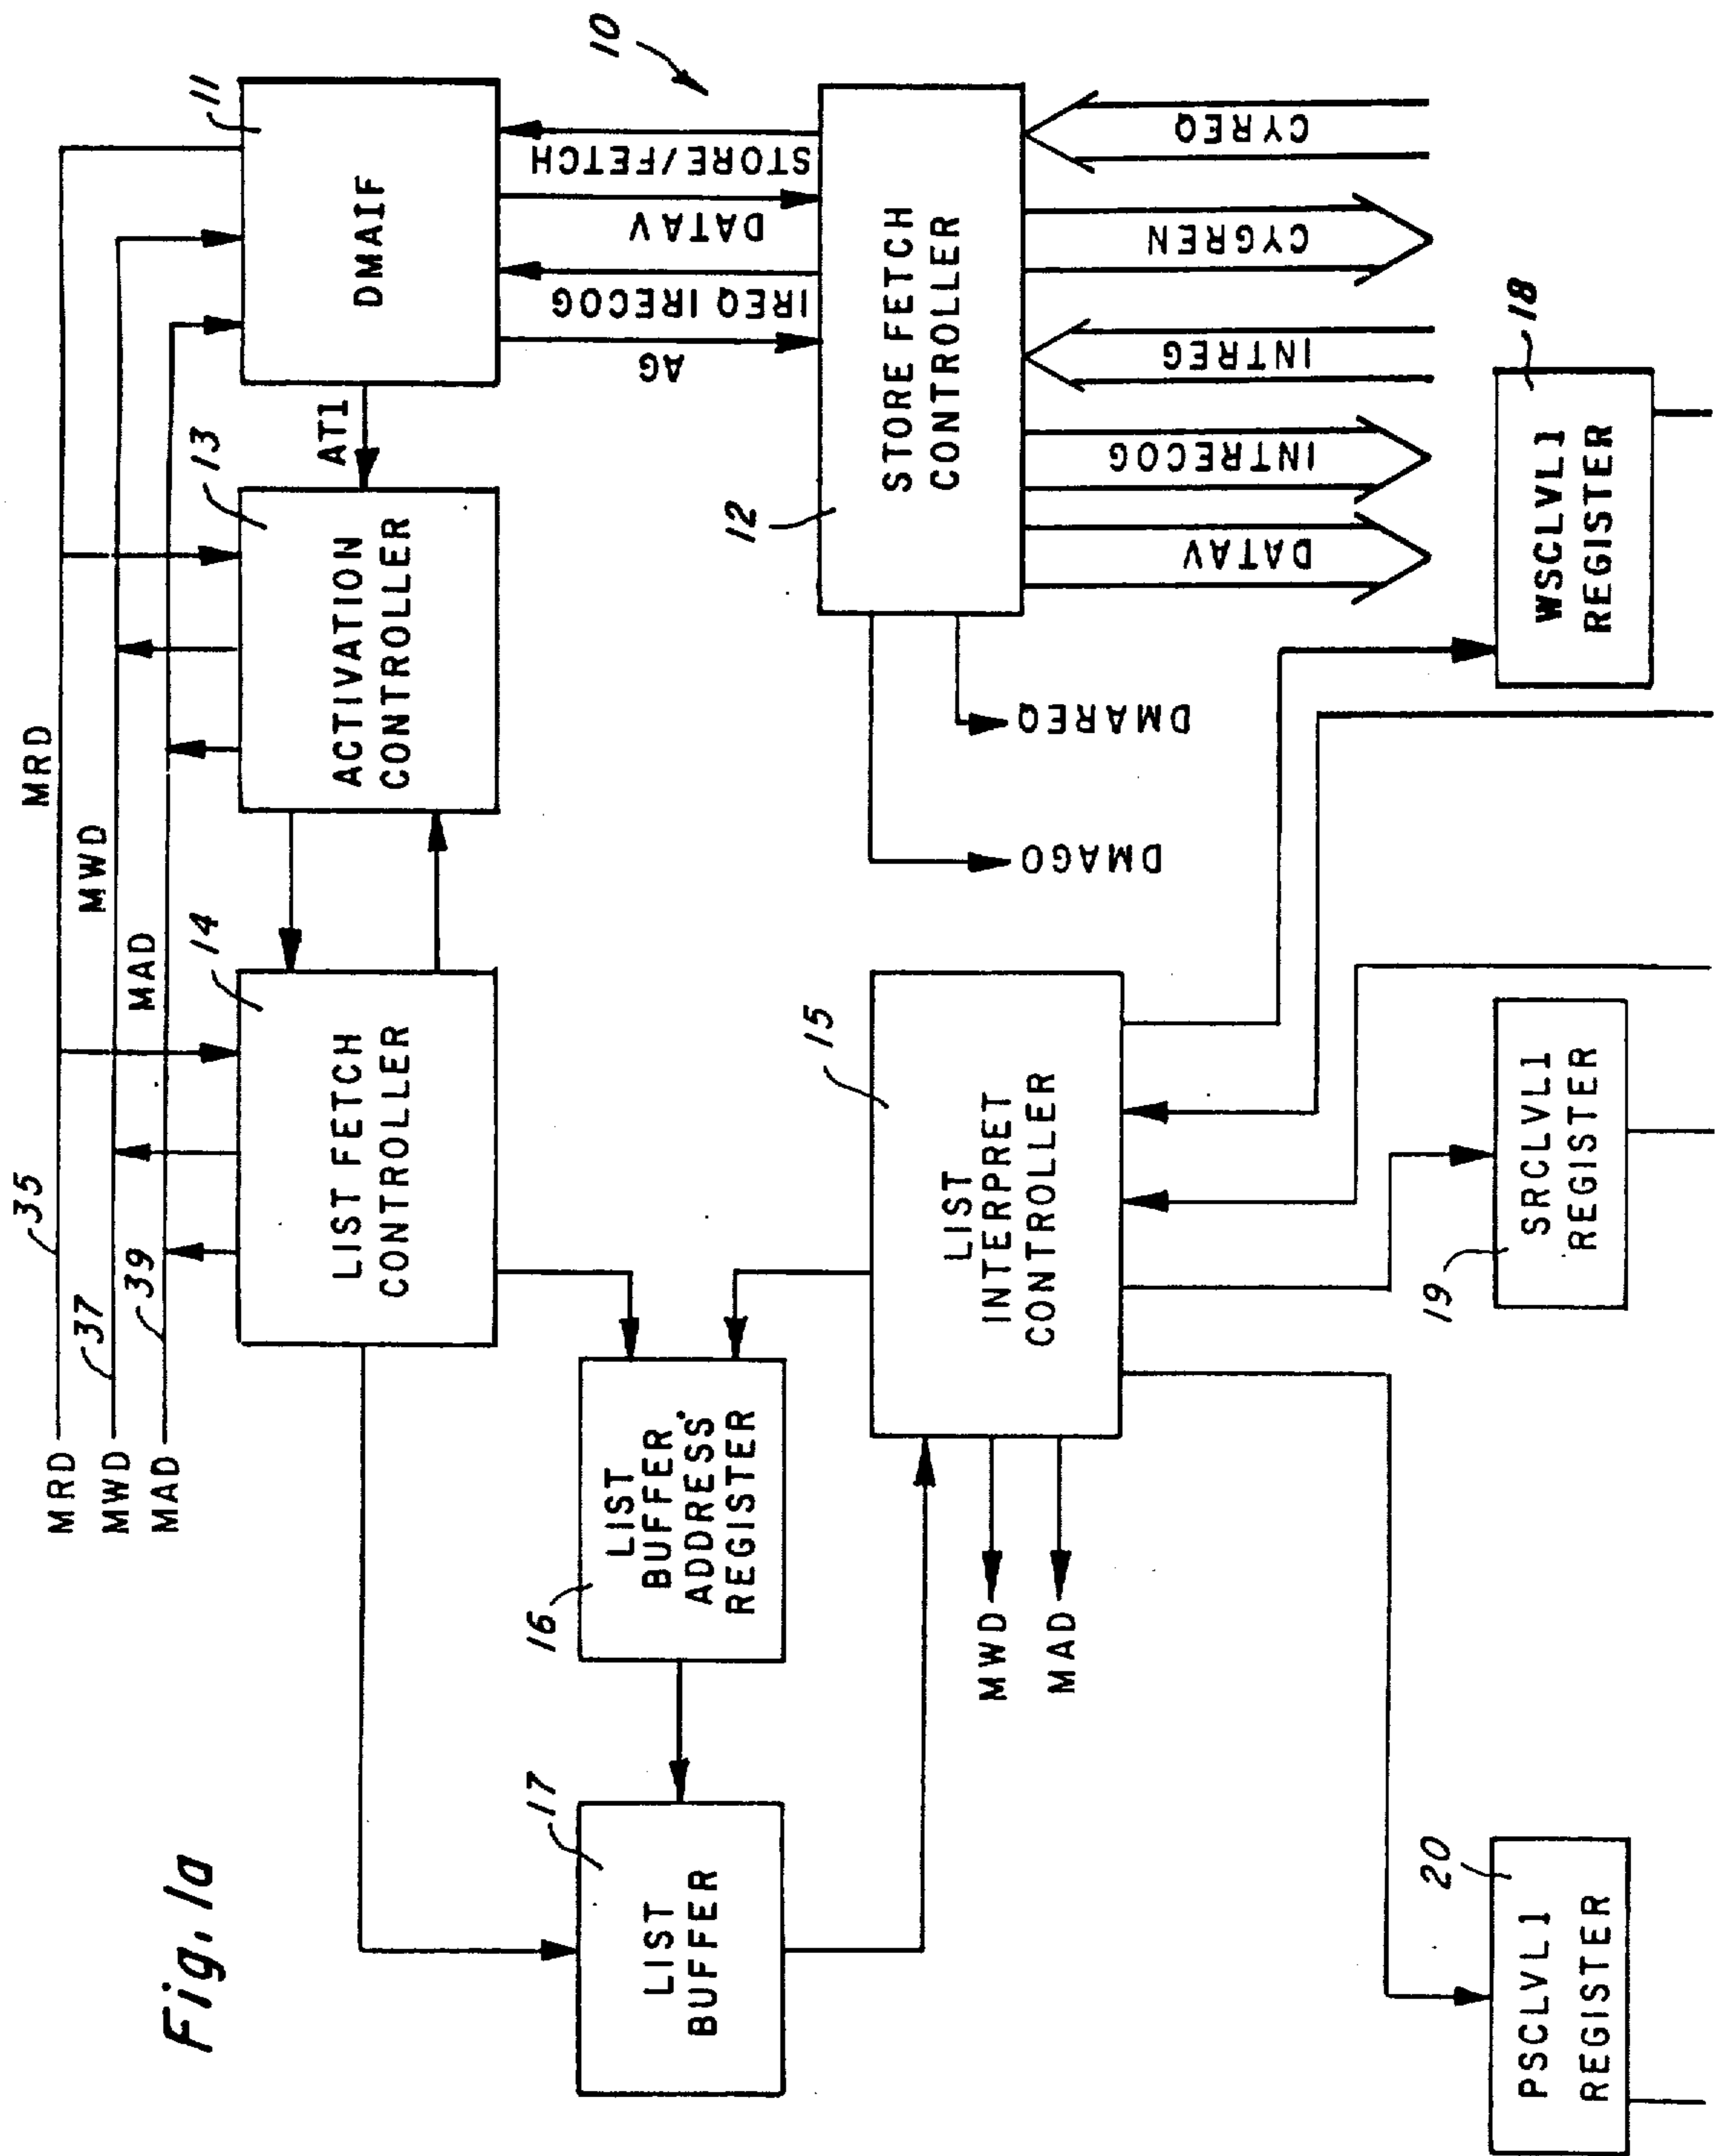 Fig. 1a
MRD
MWD
MAD
35
37
39
MRD
MWD
MAD
LIST FETCH
CONTROLLER
14
ACTIVATION
CONTROLLER
13
AT1
DMAIF
11
10
LIST
BUFFER
17
LIST
BUFFER
ADDRESS
REGISTER
16
AG
IREQ IRECOG
DATAV
STORE/FETCH
LIST
INTERPRET
CONTROLLER
15
MWD
MAD
STORE FETCH
CONTROLLER
12
DMAGO
DMAREQ
DATAV
INTRECOG
INTREG
CYGREN
CYREQ
PSCLVL1
REGISTER
20
SRCLVL1
REGISTER
19
WSCLVL1
REGISTER
18